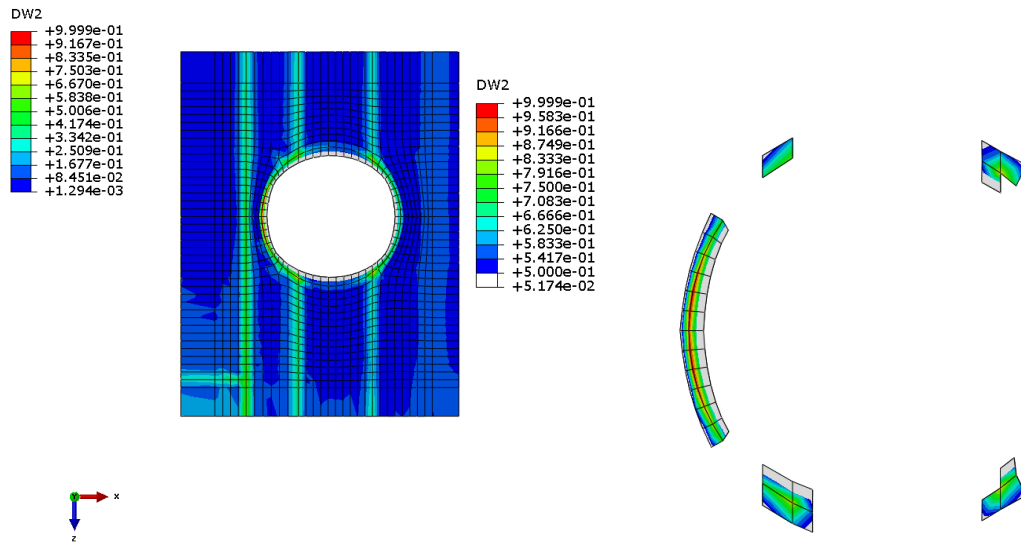 DW2
+9.999e-01
+9.167e-01
+8.335e-01
+7.503e-01
+6.670e-01
+5.838e-01
+5.006e-01
+4.174e-01
+3.342e-01
+2.509e-01
+1.677e-01
+8.451e-02
+1.294e-03
DW2
+9.999e-01
+9.583e-01
+9.166e-01
+8.749e-01
+8.333e-01
+7.916e-01
+7.500e-01
+7.083e-01
+6.666e-01
+6.250e-01
+5.833e-01
+5.417e-01
+5.000e-01
+5.174e-02
Y
x
z